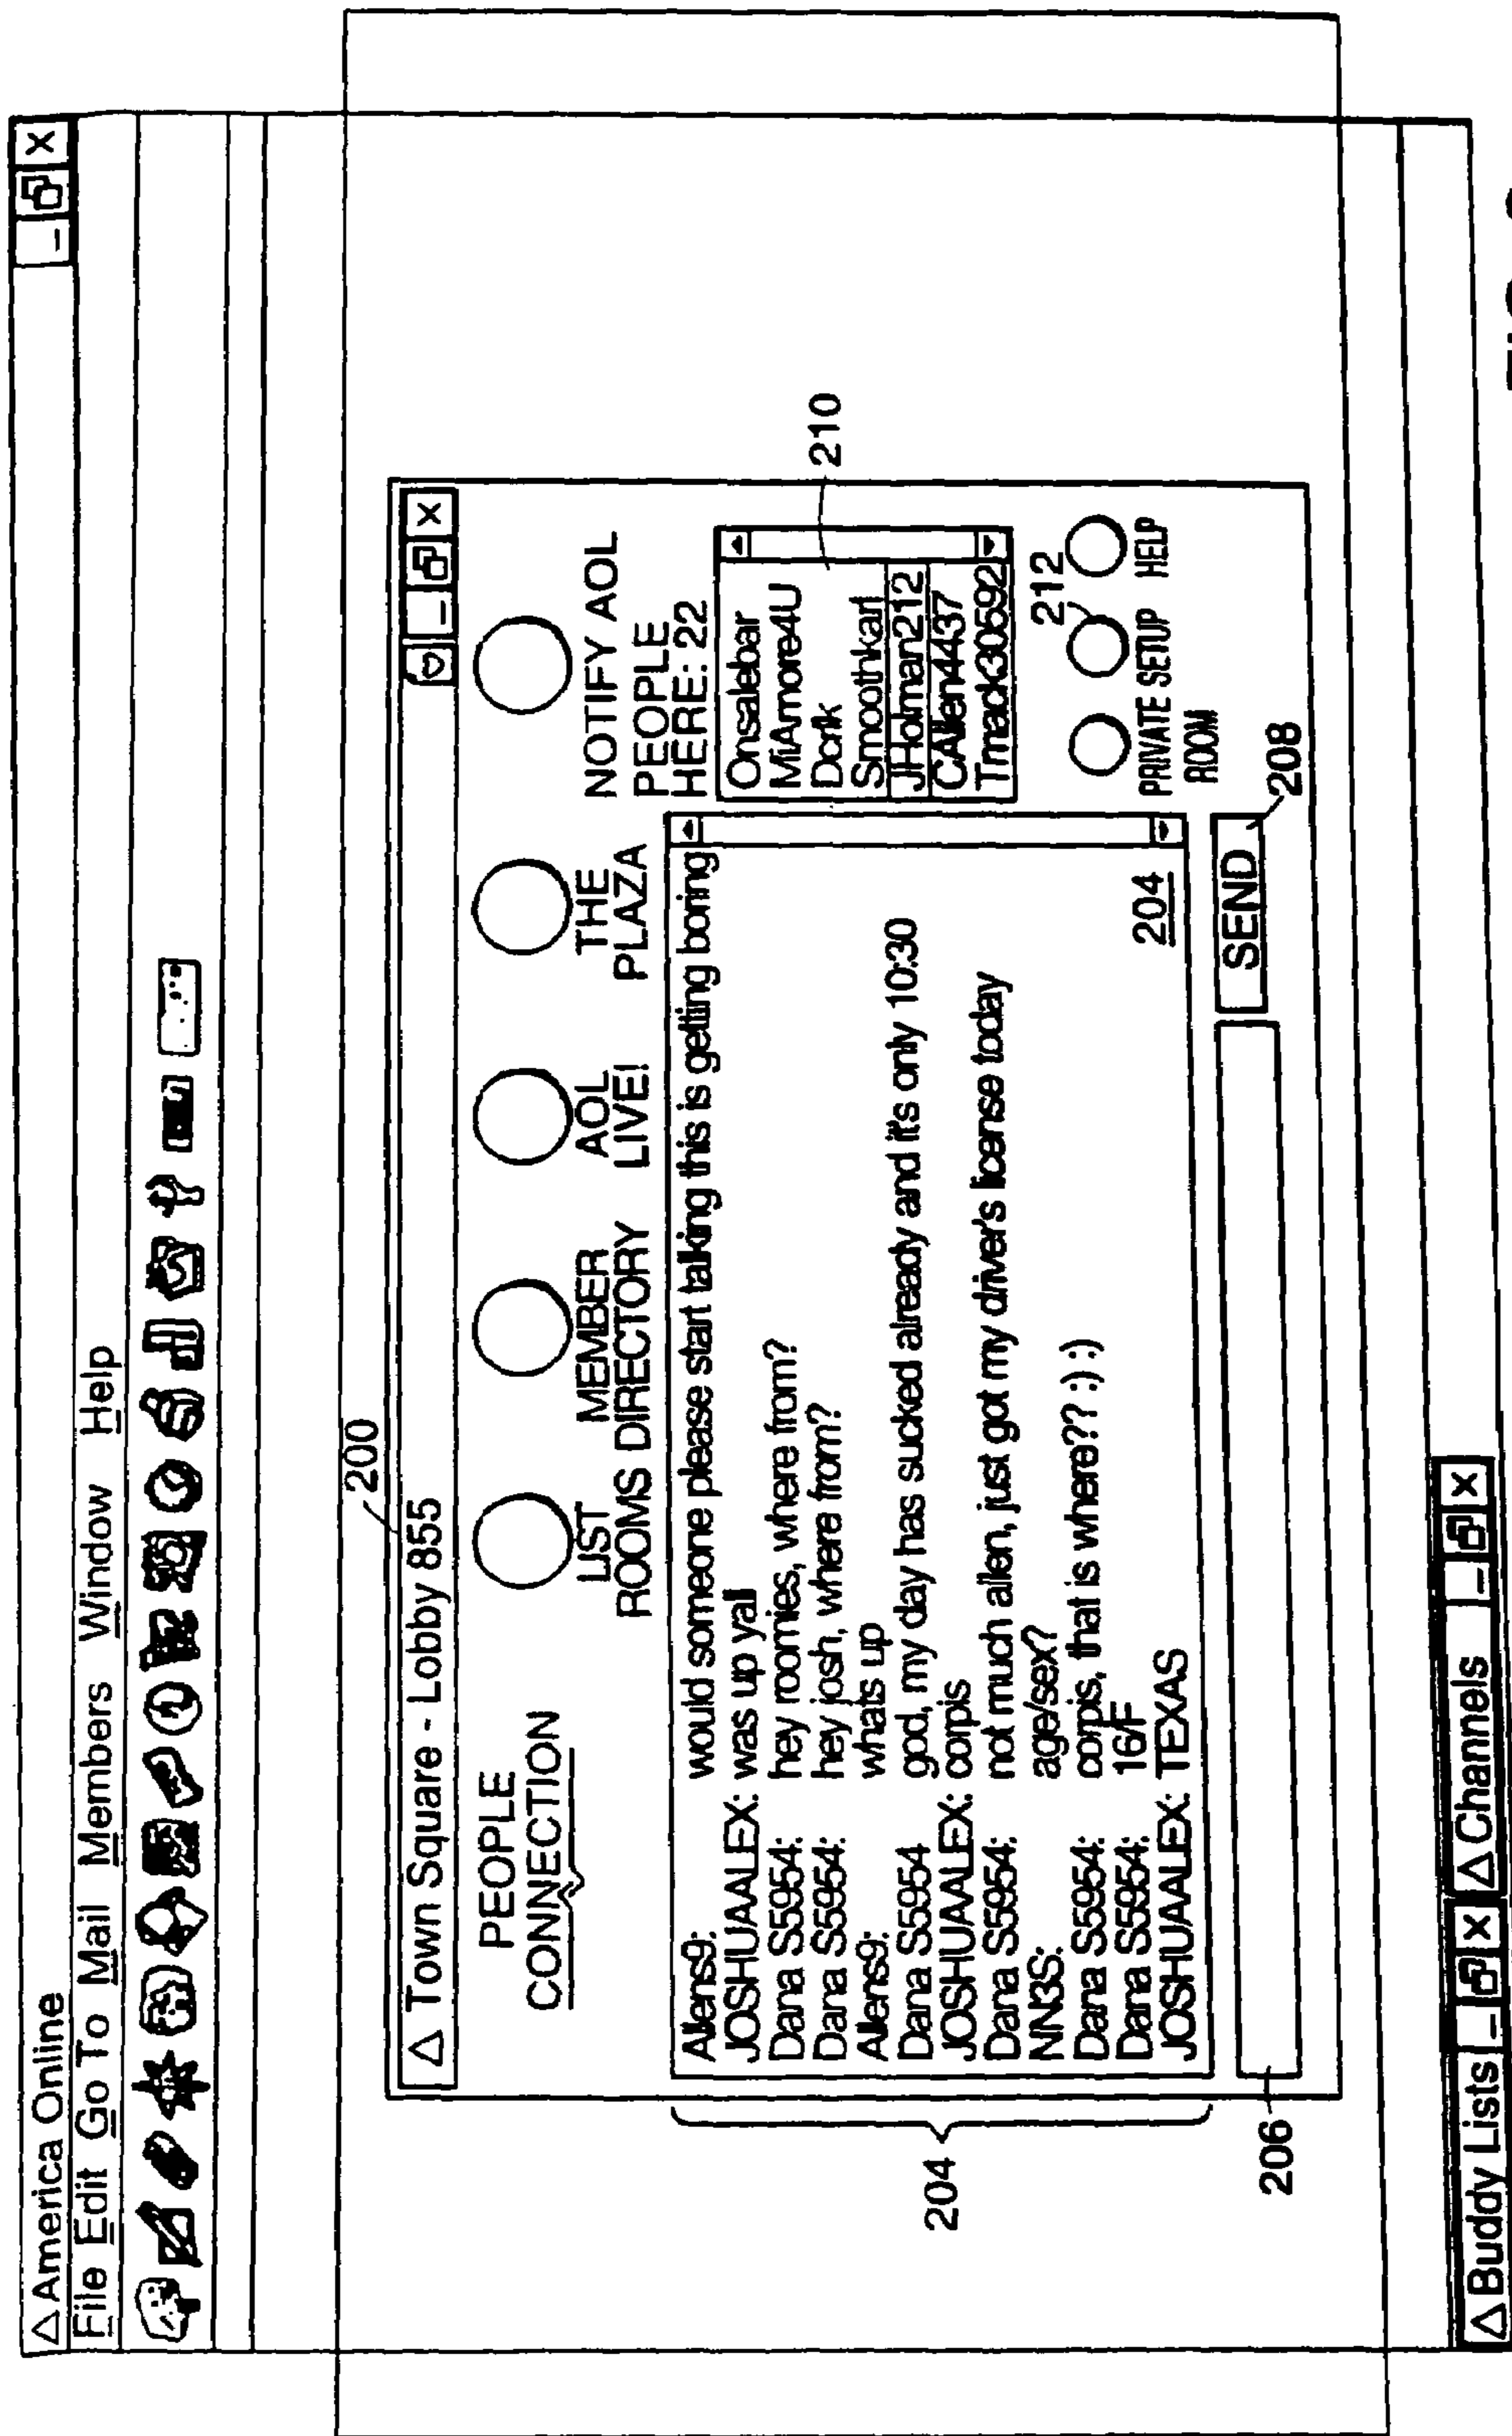 America Online
File Edit Go To Mail Members Window Help
200
Town Square - Lobby 855
PEOPLE
CONNECTION
LIST
ROOMS
MEMBER
DIRECTORY
AOL
LIVE!
THE
PLAZA
NOTIFY AOL
PEOPLE
HERE: 22
Allens9: would someone please start talking this is getting boring
JOSHUAALEX: was up yall
Dana S5954: hey roomies, where from?
Dana S5954: hey josh, where from?
Allens9: whats up
Dana S5954 god, my day has sucked already and it's only 10:30
JOSHUAALEX: corpis
Dana S5954: not much allen, just got my driver's license today
NN3S: age/sex?
Dana S5954: corpis, that is where?? :) :)
Dana S5954: 16/F
JOSHUAALEX: TEXAS
204
204
Onsalebar
MiAmore4U
Dorlk
Smoothkarl
JHolman212
CAllen4437
Tmack30592
210
212
PRIVATE
ROOM
SETUP
HELP
206
SEND
208
Buddy Lists
Channels